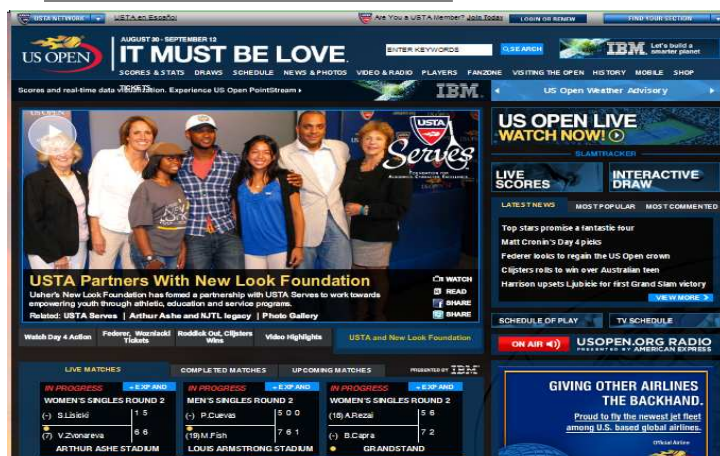 USTA NETWORK
USTA en Español
Are You a USTA Member? Join Today
LOGIN OR RENEW
FIND YOUR SECTION
US OPEN
AUGUST 30 - SEPTEMBER 12
IT MUST BE LOVE.
ENTER KEYWORDS
SEARCH
IBM
Let's build a
smarter planet
SCORES & STATS DRAWS SCHEDULE NEWS & PHOTOS VIDEO & RADIO PLAYERS FANZONE VISITING THE OPEN HISTORY MOBILE SHOP
TICKETS
Scores and real-time data visualization. Experience US Open PointStream
IBM
US Open Weather Advisory
USTA
Serves
FOUNDATION FOR
ACADEMICS. CHARACTER. EXCELLENCE.
USTA Partners With New Look Foundation
Usher's New Look Foundation has formed a partnership with USTA Serves to work towards
empowering youth through athletic, education and service programs.
Related: USTA Serves | Arthur Ashe and NJTL legacy | Photo Gallery
WATCH
READ
SHARE
SHARE
Watch Day 4 Action
Federer, Wozniacki
Tickets
Roddick Out, Clijsters
Wins
Video Highlights
USTA and New Look Foundation
US OPEN LIVE
WATCH NOW!
SLAMTRACKER
LIVE
SCORES
INTERACTIVE
DRAW
LATEST NEWS
MOST POPULAR
MOST COMMENTED
Top stars promise a fantastic four
Matt Cronin's Day 4 picks
Federer looks to regain the US Open crown
Clijsters rolls to win over Australian teen
Harrison upsets Ljubicic for first Grand Slam victory
VIEW MORE
SCHEDULE OF PLAY
TV SCHEDULE
ON AIR
USOPEN.ORG RADIO
PRESENTED BY AMERICAN EXPRESS
LIVE MATCHES
COMPLETED MATCHES
UPCOMING MATCHES
PRESENTED BY IBM
IN PROGRESS
+ EXPAND
WOMEN'S SINGLES ROUND 2
(-) S.Lisicki 1 5
(7) V.Zvonareva 6 6
ARTHUR ASHE STADIUM
IN PROGRESS
+ EXPAND
MEN'S SINGLES ROUND 2
(-) P.Cuevas 5 0 0
(19) M.Fish 7 6 1
LOUIS ARMSTRONG STADIUM
IN PROGRESS
+ EXPAND
WOMEN'S SINGLES ROUND 2
(18) A.Rezai 5 6
(-) B.Capra 7 2
GRANDSTAND
GIVING OTHER AIRLINES
THE BACKHAND.
Proud to fly the newest jet fleet
among U.S. based global airlines.
Official Airline